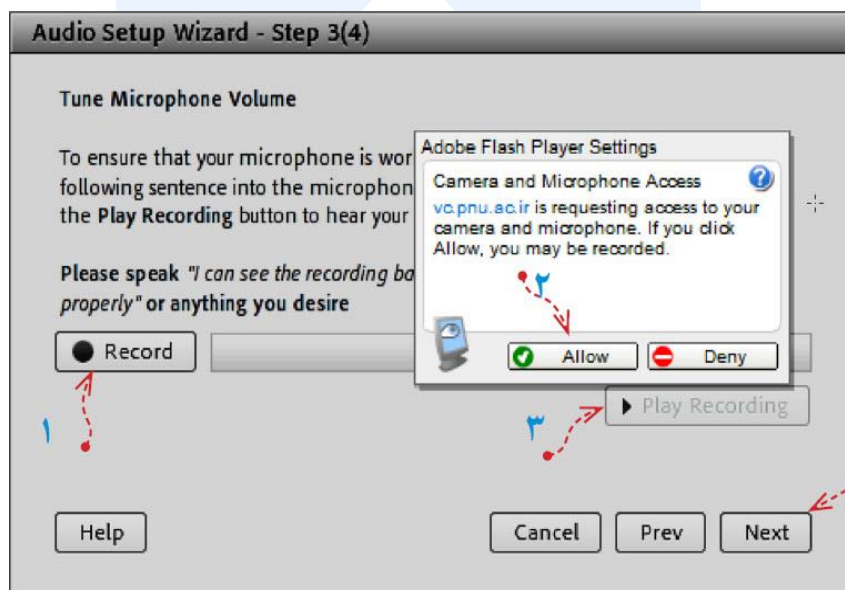 Audio Setup Wizard - Step 3(4)
Tune Microphone Volume
To ensure that your microphone is wor
following sentence into the microphon
the Play Recording button to hear your
Please speak "I can see the recording ba
properly" or anything you desire
Adobe Flash Player Settings
Camera and Microphone Access
vc.pnu.ac.ir is requesting access to your
camera and microphone. If you click
Allow, you may be recorded.
۲
Allow Deny
Record
Play Recording
۱
۳
Help Cancel Prev Next